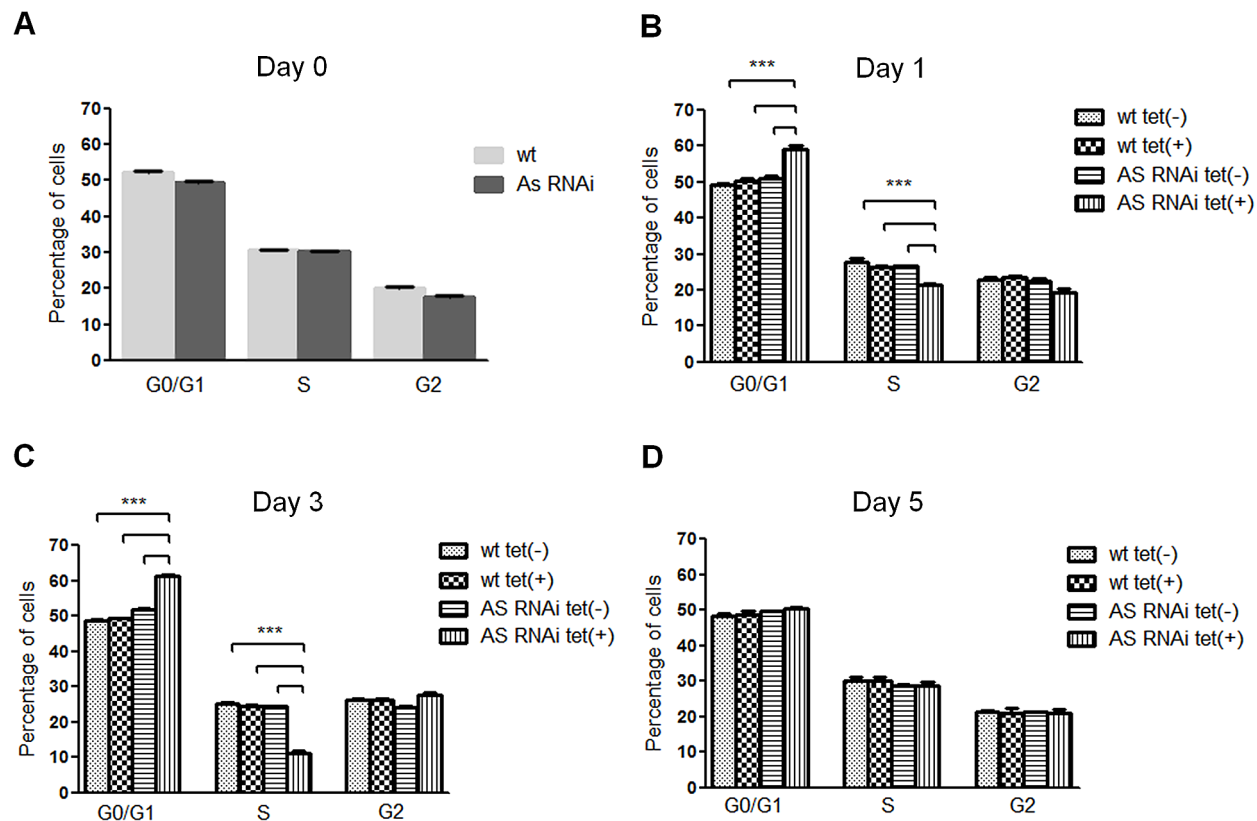 A
Day 0
Percentage of cells
70
60
50
40
30
20
10
0
G0/G1
S
G2
wt
As RNAi
B
Day 1
***
***
Percentage of cells
70
60
50
40
30
20
10
0
G0/G1
S
G2
wt tet(-)
wt tet(+)
AS RNAi tet(-)
AS RNAi tet(+)
C
Day 3
***
***
Percentage of cells
70
60
50
40
30
20
10
0
G0/G1
S
G2
wt tet(-)
wt tet(+)
AS RNAi tet(-)
AS RNAi tet(+)
D
Day 5
Percentage of cells
70
60
50
40
30
20
10
0
G0/G1
S
G2
wt tet(-)
wt tet(+)
AS RNAi tet(-)
AS RNAi tet(+)